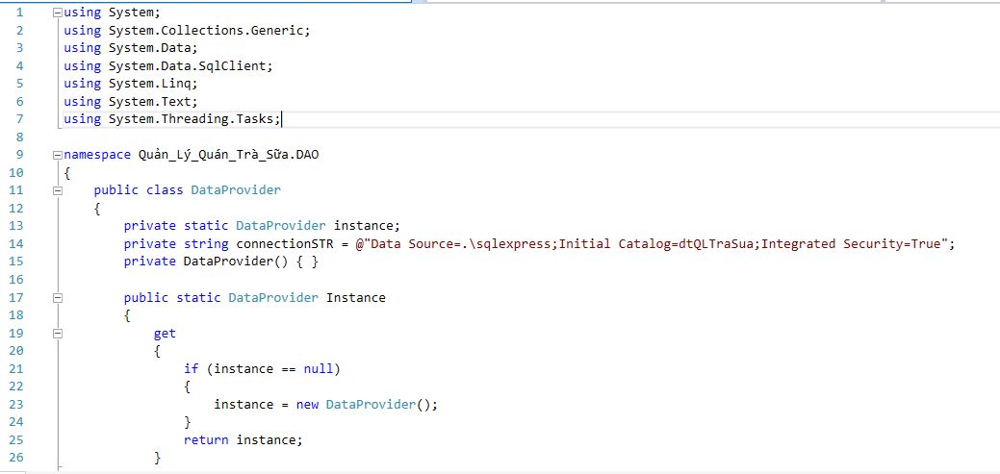 1 using System;
2 using System.Collections.Generic;
3 using System.Data;
4 using System.Data.SqlClient;
5 using System.Linq;
6 using System.Text;
7 using System.Threading.Tasks;
8
9 namespace Quản_Lý_Quán_Trà_Sữa.DAO
10 {
11 public class DataProvider
12 {
13 private static DataProvider instance;
14 private string connectionSTR = @"Data Source=.\sqlexpress;Initial Catalog=dtQLTraSua;Integrated Security=True";
15 private DataProvider() { }
16
17 public static DataProvider Instance
18 {
19 get
20 {
21 if (instance == null)
22 {
23 instance = new DataProvider();
24 }
25 return instance;
26 }